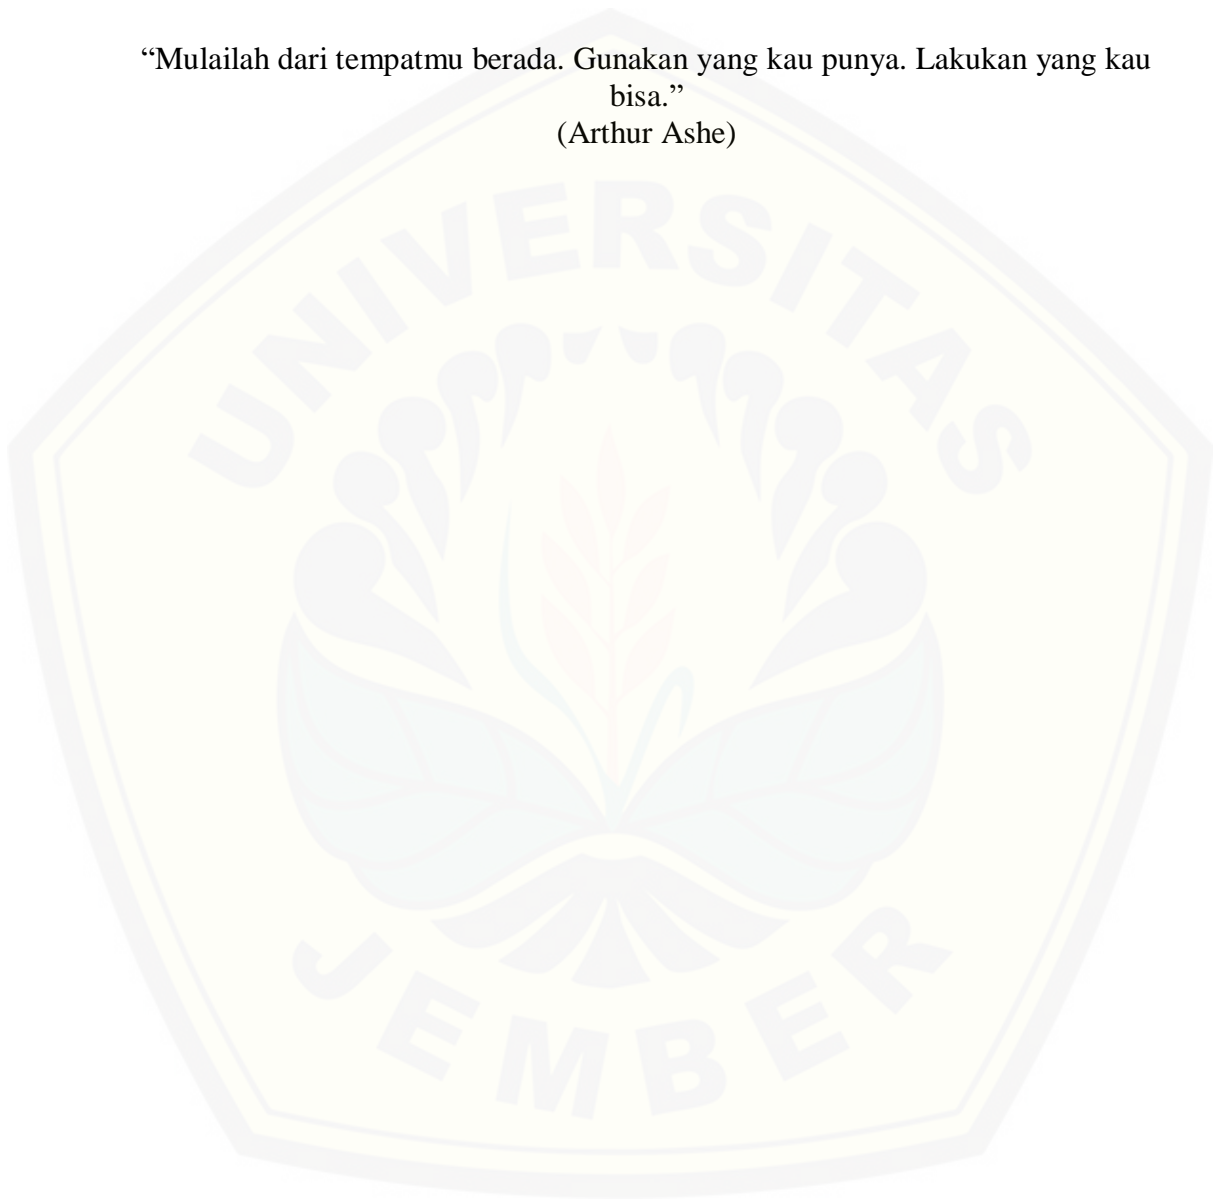 “Mulailah dari tempatmu berada. Gunakan yang kau punya. Lakukan yang kau
bisa.”
(Arthur Ashe)
UNIVERSITAS
JEMBER